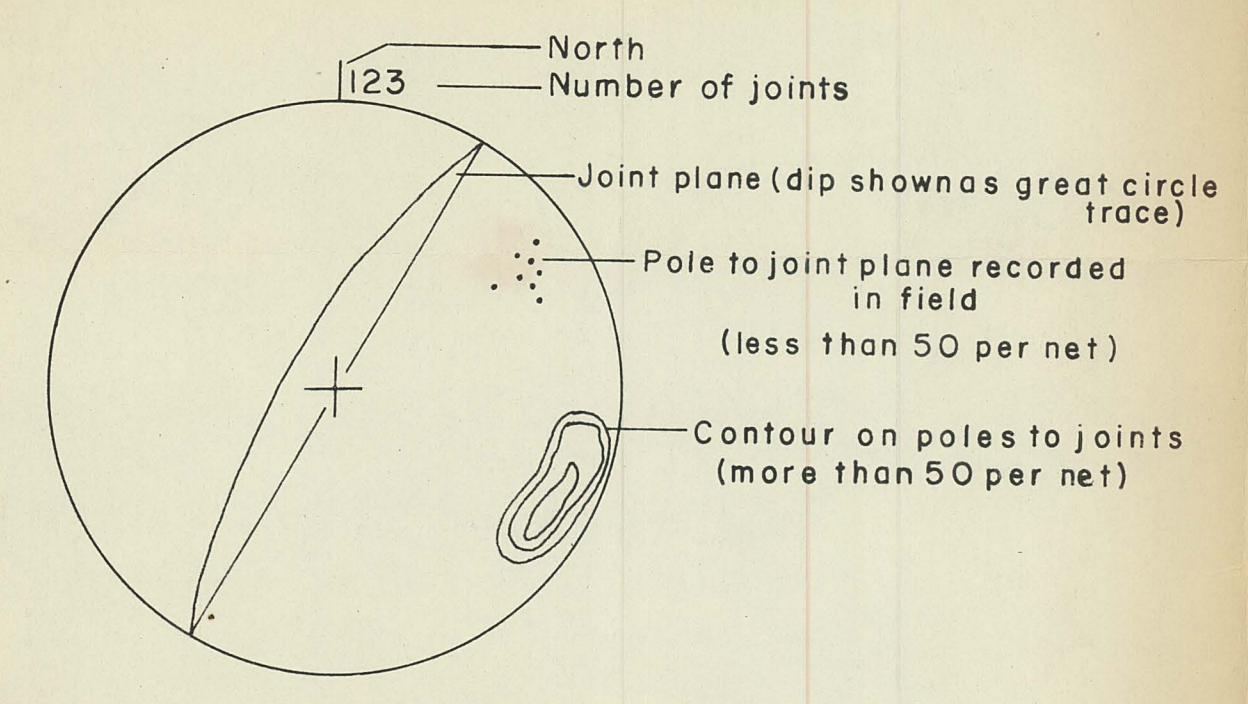 North
123
Number of joints
Joint plane (dip shown as great circle
trace)
Pole to joint plane recorded
in field
(less than 50 per net)
Contour on poles to joints
(more than 50 per net)